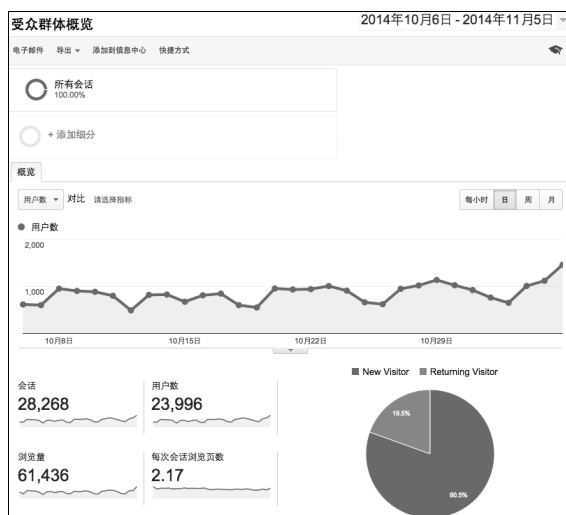 受众群体概览
2014年10月6日 - 2014年11月5日
电子邮件 导出 添加到信息中心 快捷方式
所有会话
100.00%
+ 添加细分
概览
用户数 对比 请选择指标
每小时 日 周 月
用户数
2,000
1,000
10月8日 10月15日 10月22日 10月29日
New Visitor Returning Visitor
会话 用户数
28,268 23,996
19.5%
浏览量 每次会话浏览页数
61,436 2.17
80.5%